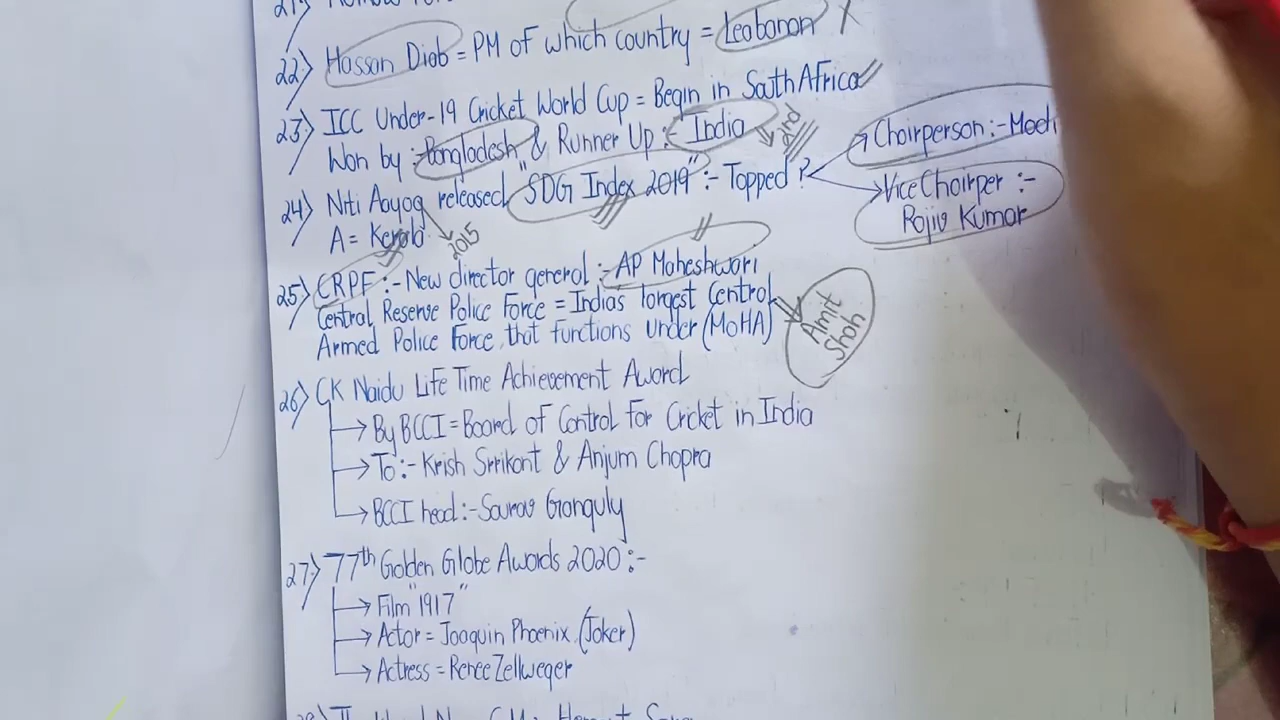 22) Hassan Diab = PM of which country = Leabanon X
23) ICC Under-19 Cricket World Cup = Begin in South Africa
Won by :- Bangladesh & Runner Up :- India
2nd
24) Niti Aayog released "SDG Index 2019" :- Topped ?
A = Kerala
2015
Chairperson :- Modi
Vice Chairper :-
Rajiv Kumar
25) CRPF :- New director general :- AP Maheshwari
Central Reserve Police Force = Indias largest Central
Armed Police Force, that functions under (MoHA)
Amit
Shah
26) CK Naidu Life Time Achievement Award
By BCCI = Board of Control For Cricket in India
To :- Krish Srrikant & Anjum Chopra
BCCI head :- Sourav Ganguly
27) 77th Golden Globe Awards 2020 :-
Film "1917"
Actor = Joaquin Phoenix (Joker)
Actress = Renee Zellweger